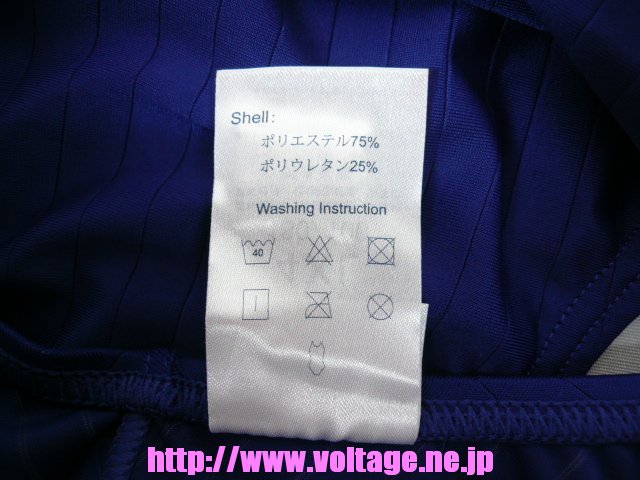 Shell:
ポリエステル75%
ポリウレタン25%
Washing Instruction
40
http://www.voltage.ne.jp